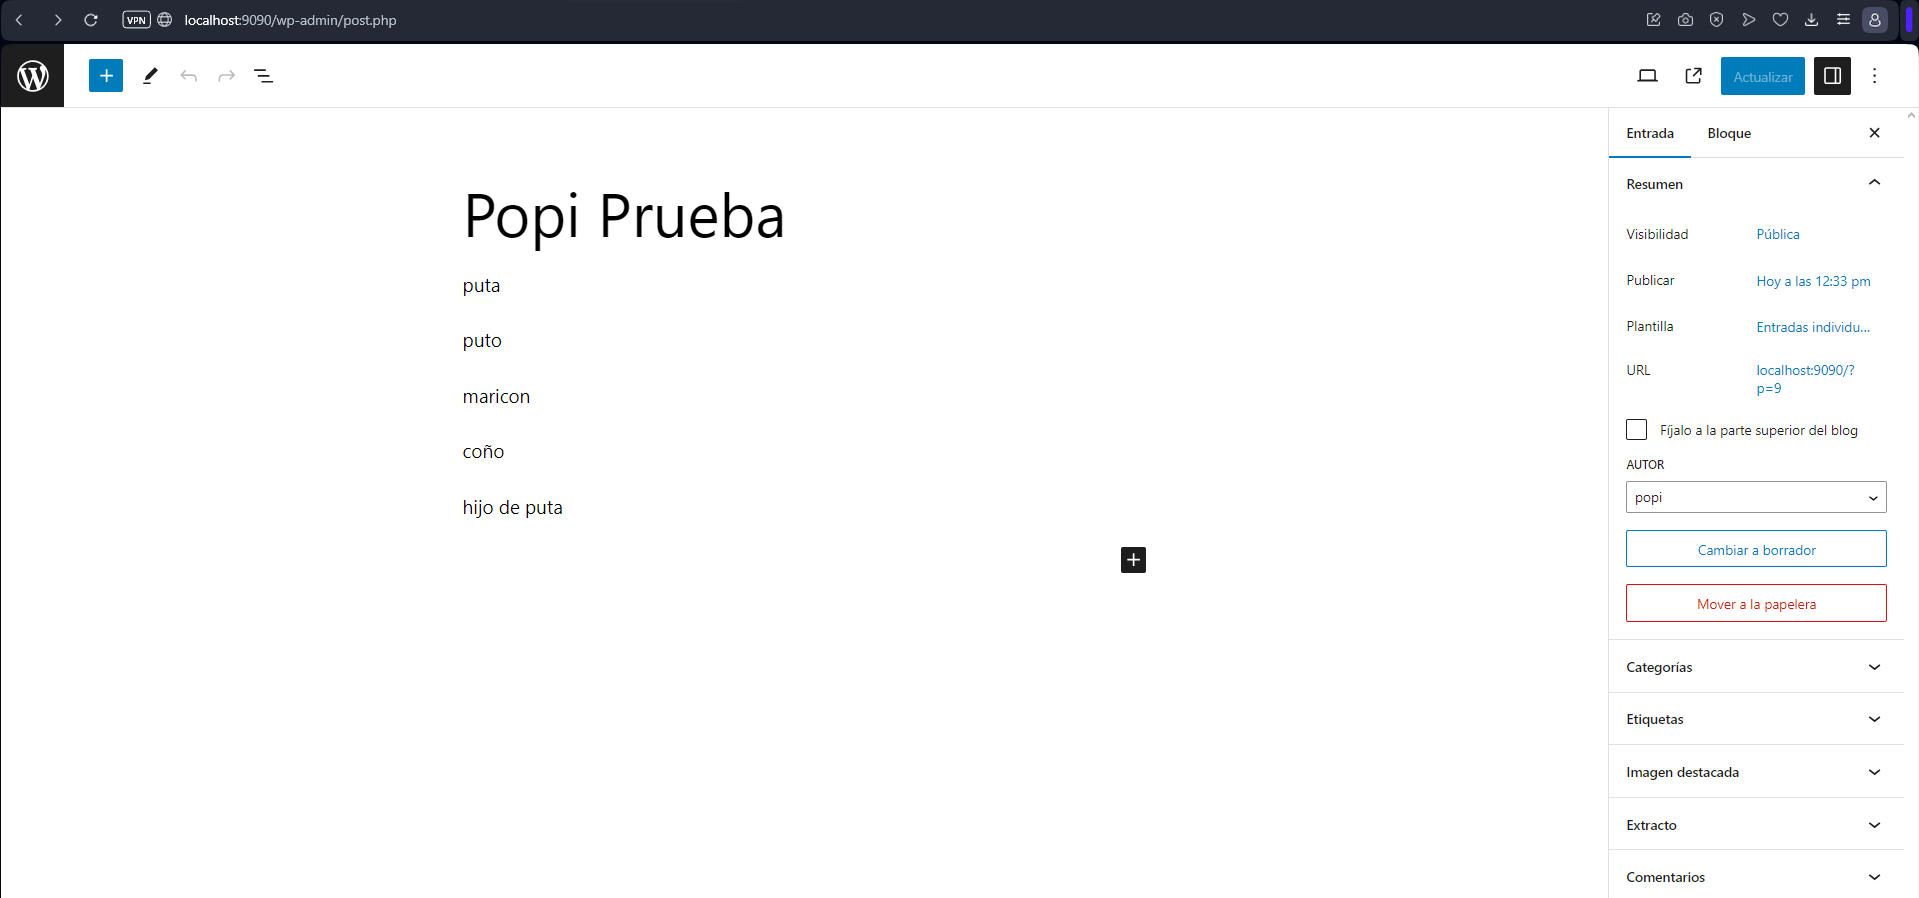 VPN localhost:9090/wp-admin/post.php
Actualizar
Entrada Bloque
Popi Prueba
puta
puto
maricon
coño
hijo de puta
Resumen
Visibilidad Pública
Publicar Hoy a las 12:33 pm
Plantilla Entradas individu...
URL localhost:9090/?
p=9
Fíjalo a la parte superior del blog
AUTOR
popi
Cambiar a borrador
Mover a la papelera
Categorías
Etiquetas
Imagen destacada
Extracto
Comentarios